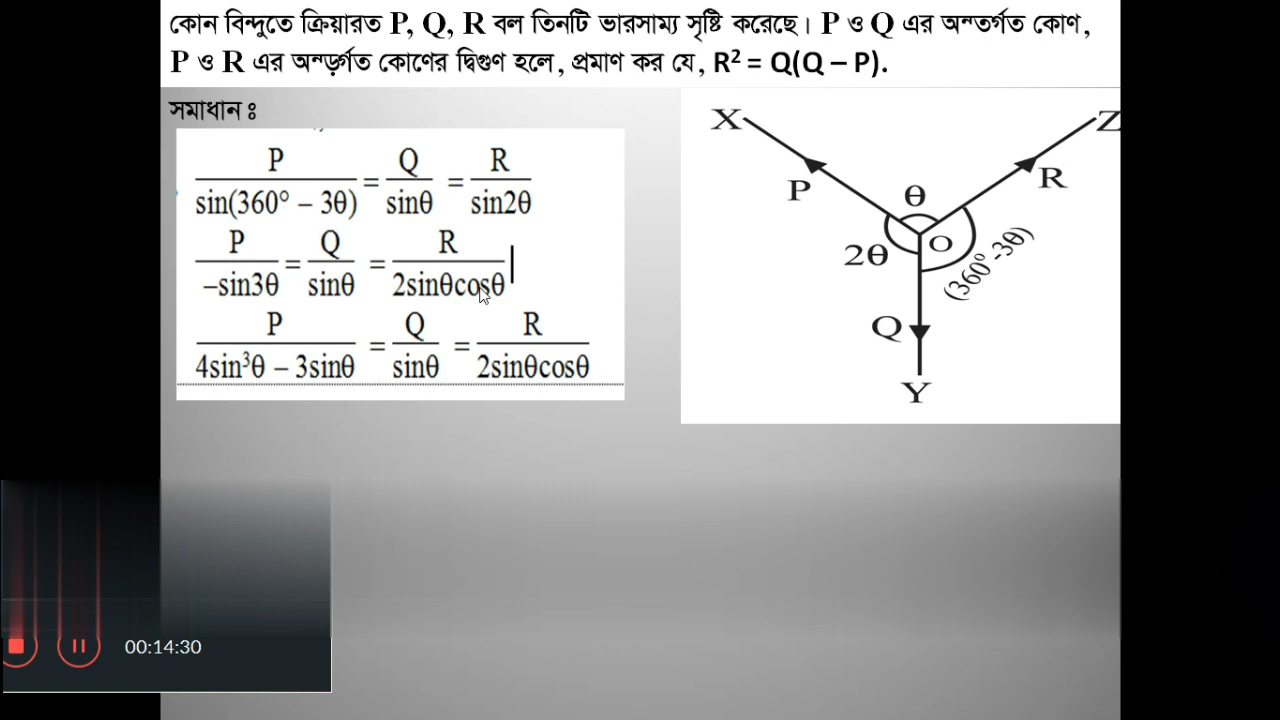 কোন বিন্দুতে ক্রিয়ারত P, Q, R বল তিনটি ভারসাম্য সৃষ্টি করেছে। P ও Q এর অন্তর্গত কোণ,
P ও R এর অন্তর্ড়্গত কোণের দ্বিগুণ হলে, প্রমাণ কর যে, R² = Q(Q – P).
সমাধান ঃ
P/sin(360° – 3θ) = Q/sinθ = R/sin2θ
P/–sin3θ = Q/sinθ = R/2sinθcosθ
P/4sin³θ – 3sinθ = Q/sinθ = R/2sinθcosθ
X
Z
P
θ
R
2θ
O
(360°-3θ)
Q
Y
00:14:30